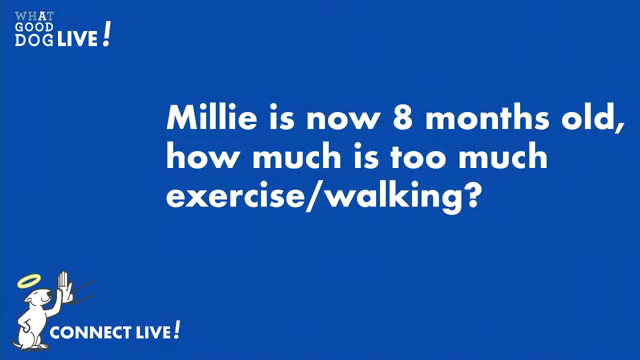 WHAT
GOOD
DOG LIVE!
Millie is now 8 months old,
how much is too much
exercise/walking?
CONNECT LIVE!